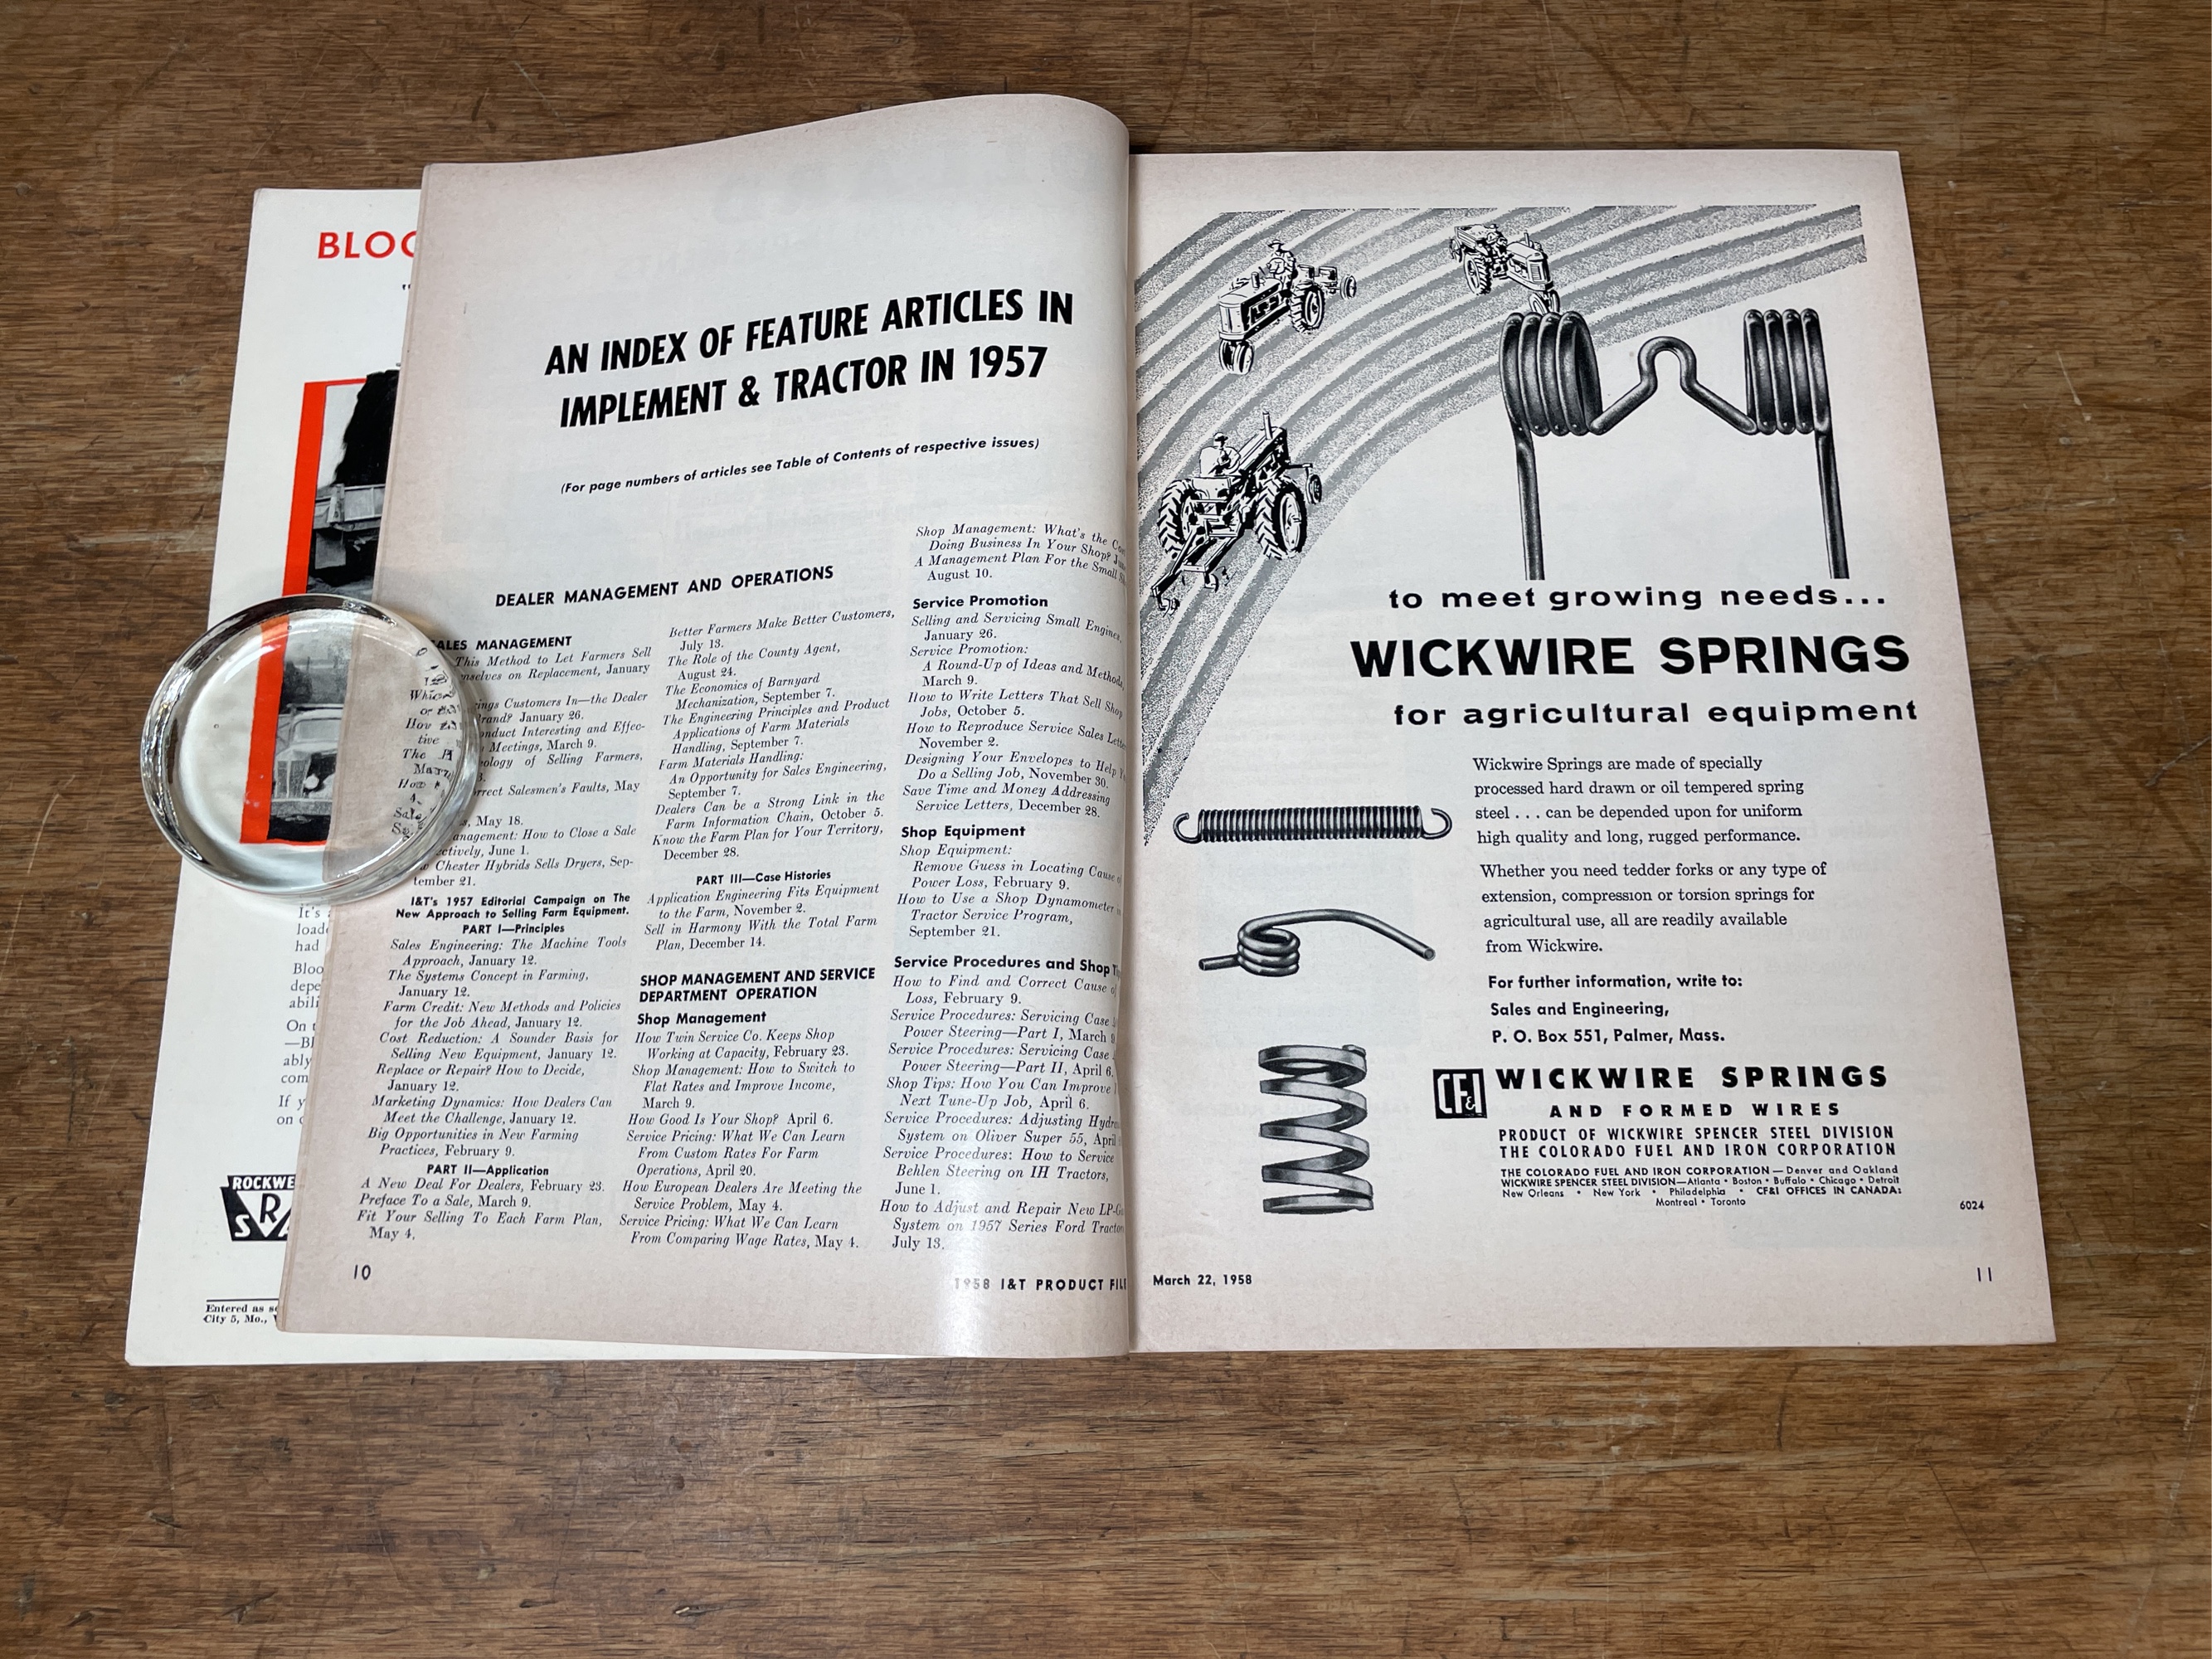 BLOO
AN INDEX OF FEATURE ARTICLES IN
IMPLEMENT & TRACTOR IN 1957
(For page numbers of articles see Table of Contents of respective issues)
DEALER MANAGEMENT AND OPERATIONS
SALES MANAGEMENT
This Method to Let Farmers Sell
on Replacement, January
Customers In—the Dealer
or Brand? January 26.
How Conduct Interesting and Effec-
tive Meetings, March 9.
The of Selling Farmers,
How Correct Salesmen's Faults, May
May 18.
How to Close a Sale
June 1.
Chester Hybrids Sells Dryers, Sep-
tember 21.
I&T's 1957 Editorial Campaign on The
New Approach to Selling Farm Equipment.
PART I—Principles
Sales Engineering: The Machine Tools
Approach, January 12.
The Systems Concept in Farming,
January 12.
Farm Credit: New Methods and Policies
for the Job Ahead, January 12.
Cost Reduction: A Sounder Basis for
Selling New Equipment, January 12.
Replace or Repair? How to Decide,
January 12.
Marketing Dynamics: How Dealers Can
Meet the Challenge, January 12.
Big Opportunities in New Farming
Practices, February 9.
PART II—Application
A New Deal For Dealers, February 23.
Preface To a Sale, March 9.
Fit Your Selling To Each Farm Plan,
May 4.
Better Farmers Make Better Customers,
July 13.
The Role of the County Agent,
August 24.
The Economics of Barnyard
Mechanization, September 7.
The Engineering Principles and Product
Applications of Farm Materials
Handling, September 7.
Farm Materials Handling:
An Opportunity for Sales Engineering,
September 7.
Dealers Can be a Strong Link in the
Farm Information Chain, October 5.
Know the Farm Plan for Your Territory,
December 28.
PART III—Case Histories
Application Engineering Fits Equipment
to the Farm, November 2.
Sell in Harmony With the Total Farm
Plan, December 14.
SHOP MANAGEMENT AND SERVICE
DEPARTMENT OPERATION
Shop Management
How Twin Service Co. Keeps Shop
Working at Capacity, February 23.
Shop Management: How to Switch to
Flat Rates and Improve Income,
March 9.
How Good Is Your Shop? April 6.
Service Pricing: What We Can Learn
From Custom Rates For Farm
Operations, April 20.
How European Dealers Are Meeting the
Service Problem, May 4.
Service Pricing: What We Can Learn
From Comparing Wage Rates, May 4.
Shop Management: What's the
Doing Business In Your Shop?
A Management Plan For the Small
August 10.
Service Promotion
Selling and Servicing Small Engines,
January 26.
Service Promotion:
A Round-Up of Ideas and Methods,
March 9.
How to Write Letters That Sell Shop
Jobs, October 5.
How to Reproduce Service Sales
November 2.
Designing Your Envelopes to Help
Do a Selling Job, November 30.
Save Time and Money Addressing
Service Letters, December 28.
Shop Equipment
Shop Equipment:
Remove Guess in Locating Cause
Power Loss, February 9.
How to Use a Shop Dynamometer
Tractor Service Program,
September 21.
Service Procedures and Shop
How to Find and Correct Cause of
Loss, February 9.
Service Procedures: Servicing Case
Power Steering—Part I, March 9
Service Procedures: Servicing Case
Power Steering—Part II, April 6.
Shop Tips: How You Can Improve
Next Tune-Up Job, April 6.
Service Procedures: Adjusting
System on Oliver Super 55, April
Service Procedures: How to Service
Behlen Steering on IH Tractors,
June 1.
How to Adjust and Repair New
System on 1957 Series Ford
July 13.
10
1958 I&T PRODUCT FIL
It's
loade
had
Bloo
depe
abili
On
ably
com
If y
on
ROCKWE
Entered as
City 5, Mo.,
to meet growing needs...
WICKWIRE SPRINGS
for agricultural equipment
Wickwire Springs are made of specially
processed hard drawn or oil tempered spring
steel . . . can be depended upon for uniform
high quality and long, rugged performance.
Whether you need tedder forks or any type of
extension, compression or torsion springs for
agricultural use, all are readily available
from Wickwire.
For further information, write to:
Sales and Engineering,
P. O. Box 551, Palmer, Mass.
CF&I WICKWIRE SPRINGS
AND FORMED WIRES
PRODUCT OF WICKWIRE SPENCER STEEL DIVISION
THE COLORADO FUEL AND IRON CORPORATION
THE COLORADO FUEL AND IRON CORPORATION — Denver and Oakland
WICKWIRE SPENCER STEEL DIVISION—Atlanta • Boston • Buffalo • Chicago • Detroit
New Orleans • New York • Philadelphia • CF&I OFFICES IN CANADA:
Montreal • Toronto
6024
March 22, 1958
11